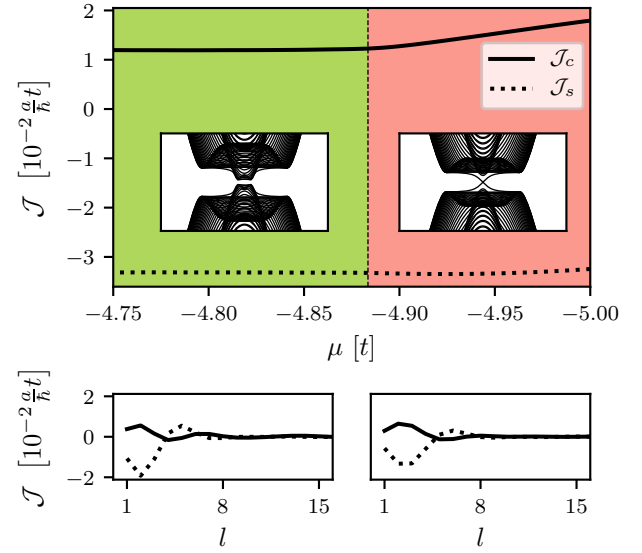 2
1
0
−1
−2
−3
𝒥 [10⁻² a/ħ t]
𝒥c
𝒥s
−4.75 −4.80 −4.85 −4.90 −4.95 −5.00
μ [t]
2
0
−2
𝒥 [10⁻² a/ħ t]
1 8 15
l
1 8 15
l